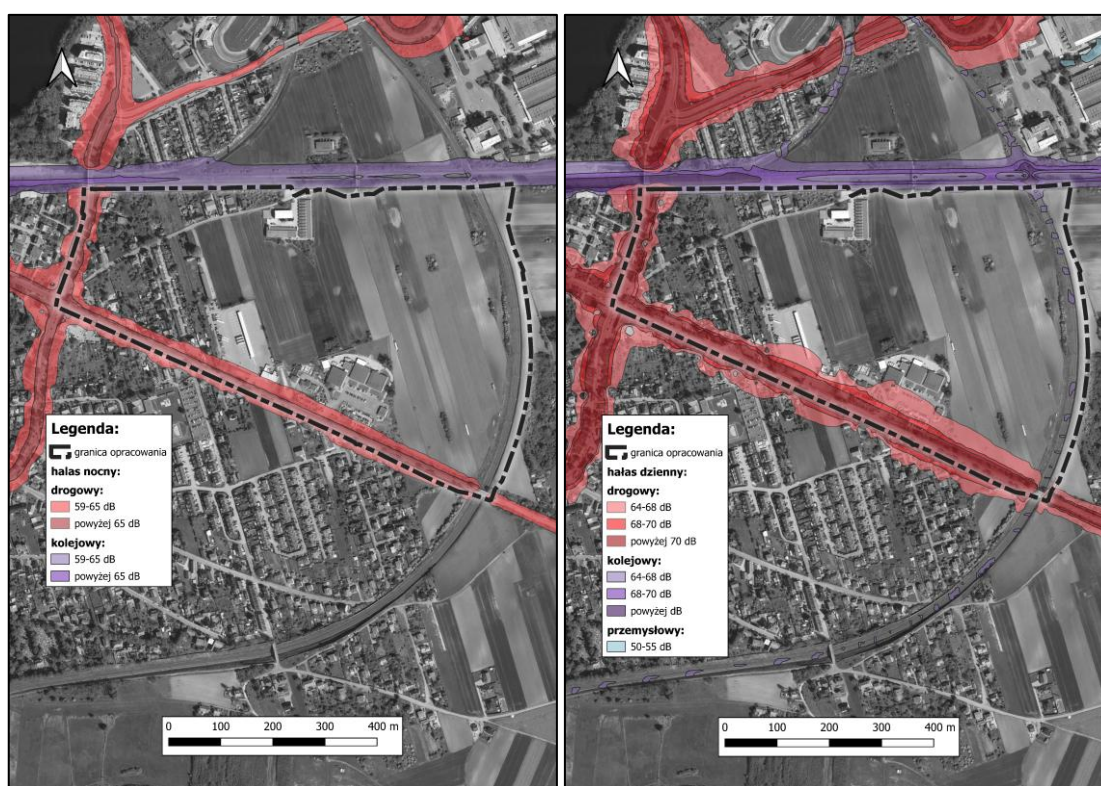 Legenda:
granica opracowania
hałas nocny:
drogowy:
59-65 dB
powyżej 65 dB
kolejowy:
59-65 dB
powyżej 65 dB
0 100 200 300 400 m
Legenda:
granica opracowania
hałas dzienny:
drogowy:
64-68 dB
68-70 dB
powyżej 70 dB
kolejowy:
64-68 dB
68-70 dB
powyżej dB
przemysłowy:
50-55 dB
0 100 200 300 400 m